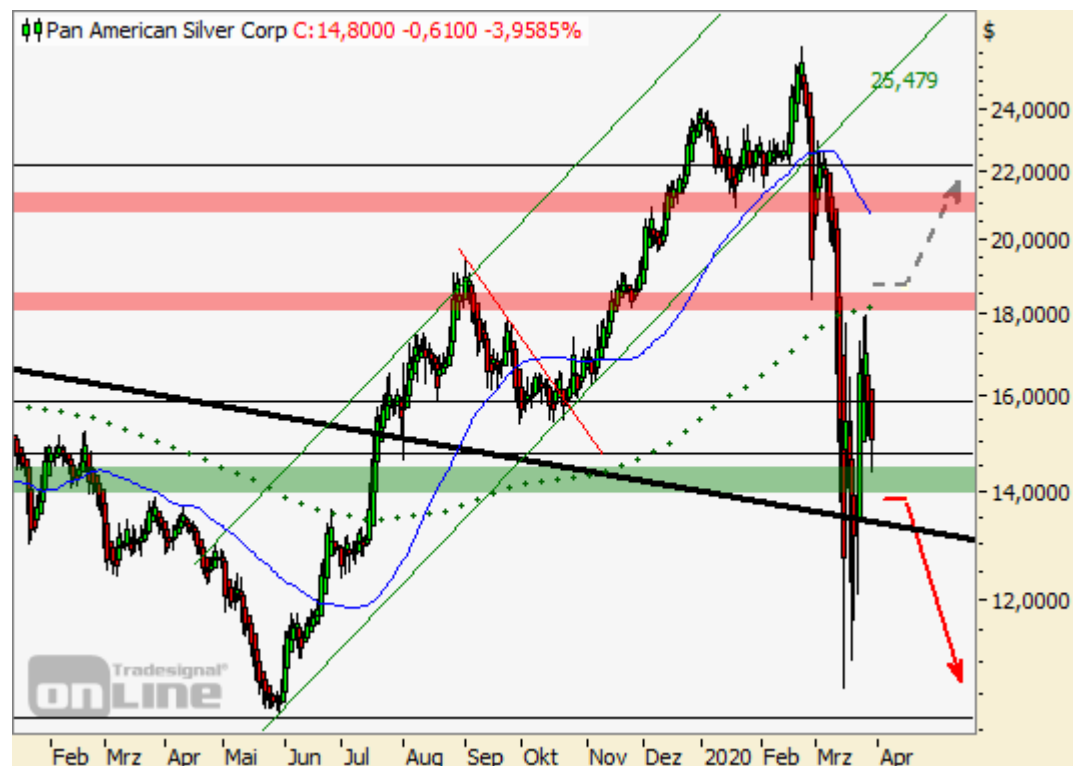 Pan American Silver Corp C:14,8000 -0,6100 -3,9585%
$
25,479
24,0000
22,0000
20,0000
18,0000
16,0000
14,0000
12,0000
Tradesignal®
onLine
Feb Mrz Apr Mai Jun Jul Aug Sep Okt Nov Dez 2020 Feb Mrz Apr